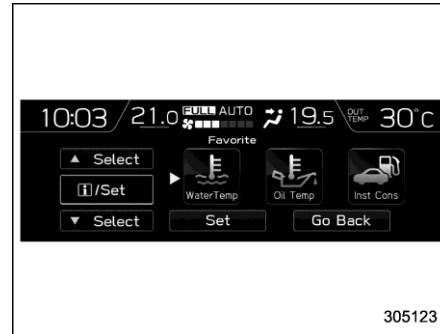 10:03 21.0 FULL AUTO 19.5 OUT TEMP 30°C
Favorite
▲ Select
i/Set
▼ Select
WaterTemp Oil Temp Inst Cons
Set Go Back
305123